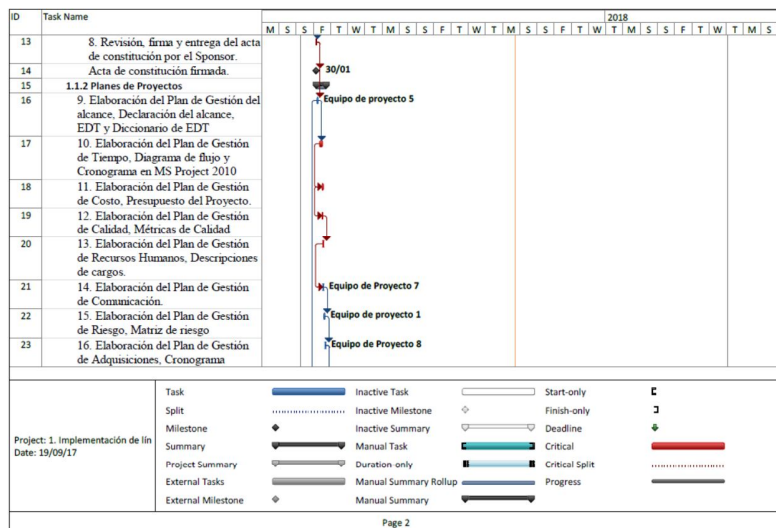 ID Task Name 2018
M S S F T W T M S S F T W T M S S F T W T M S S F
13 8. Revisión, firma y entrega del acta
de constitución por el Sponsor.
14 Acta de constitución firmada. 30/01
15 1.1.2 Planes de Proyectos
16 9. Elaboración del Plan de Gestión del Equipo de proyecto 5
alcance, Declaración del alcance,
EDT y Diccionario de EDT
17 10. Elaboración del Plan de Gestión
de Tiempo, Diagrama de flujo y
Cronograma en MS Project 2010
18 11. Elaboración del Plan de Gestión
de Costo, Presupuesto del Proyecto.
19 12. Elaboración del Plan de Gestión
de Calidad, Métricas de Calidad
20 13. Elaboración del Plan de Gestión
de Recursos Humanos, Descripciones
de cargos.
21 14. Elaboración del Plan de Gestión Equipo de Proyecto 7
de Comunicación.
22 15. Elaboración del Plan de Gestión Equipo de proyecto 1
de Riesgo, Matriz de riesgo
23 16. Elaboración del Plan de Gestión Equipo de Proyecto 8
de Adquisiciones, Cronograma
Project: 1. Implementación de lín
Date: 19/09/17
Task Inactive Task Start-only
Split Inactive Milestone Finish-only
Milestone Inactive Summary Deadline
Summary Manual Task Critical
Project Summary Duration-only Critical Split
External Tasks Manual Summary Rollup Progress
External Milestone Manual Summary
Page 2